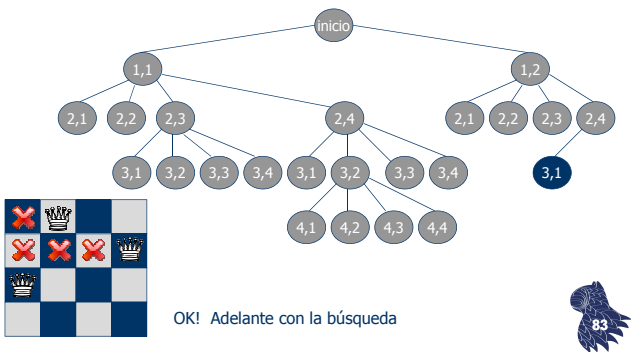 inicio
1,1 1,2
2,1 2,2 2,3 2,4 2,1 2,2 2,3 2,4
3,1 3,2 3,3 3,4 3,1 3,2 3,3 3,4 3,1
4,1 4,2 4,3 4,4
OK! Adelante con la búsqueda
83